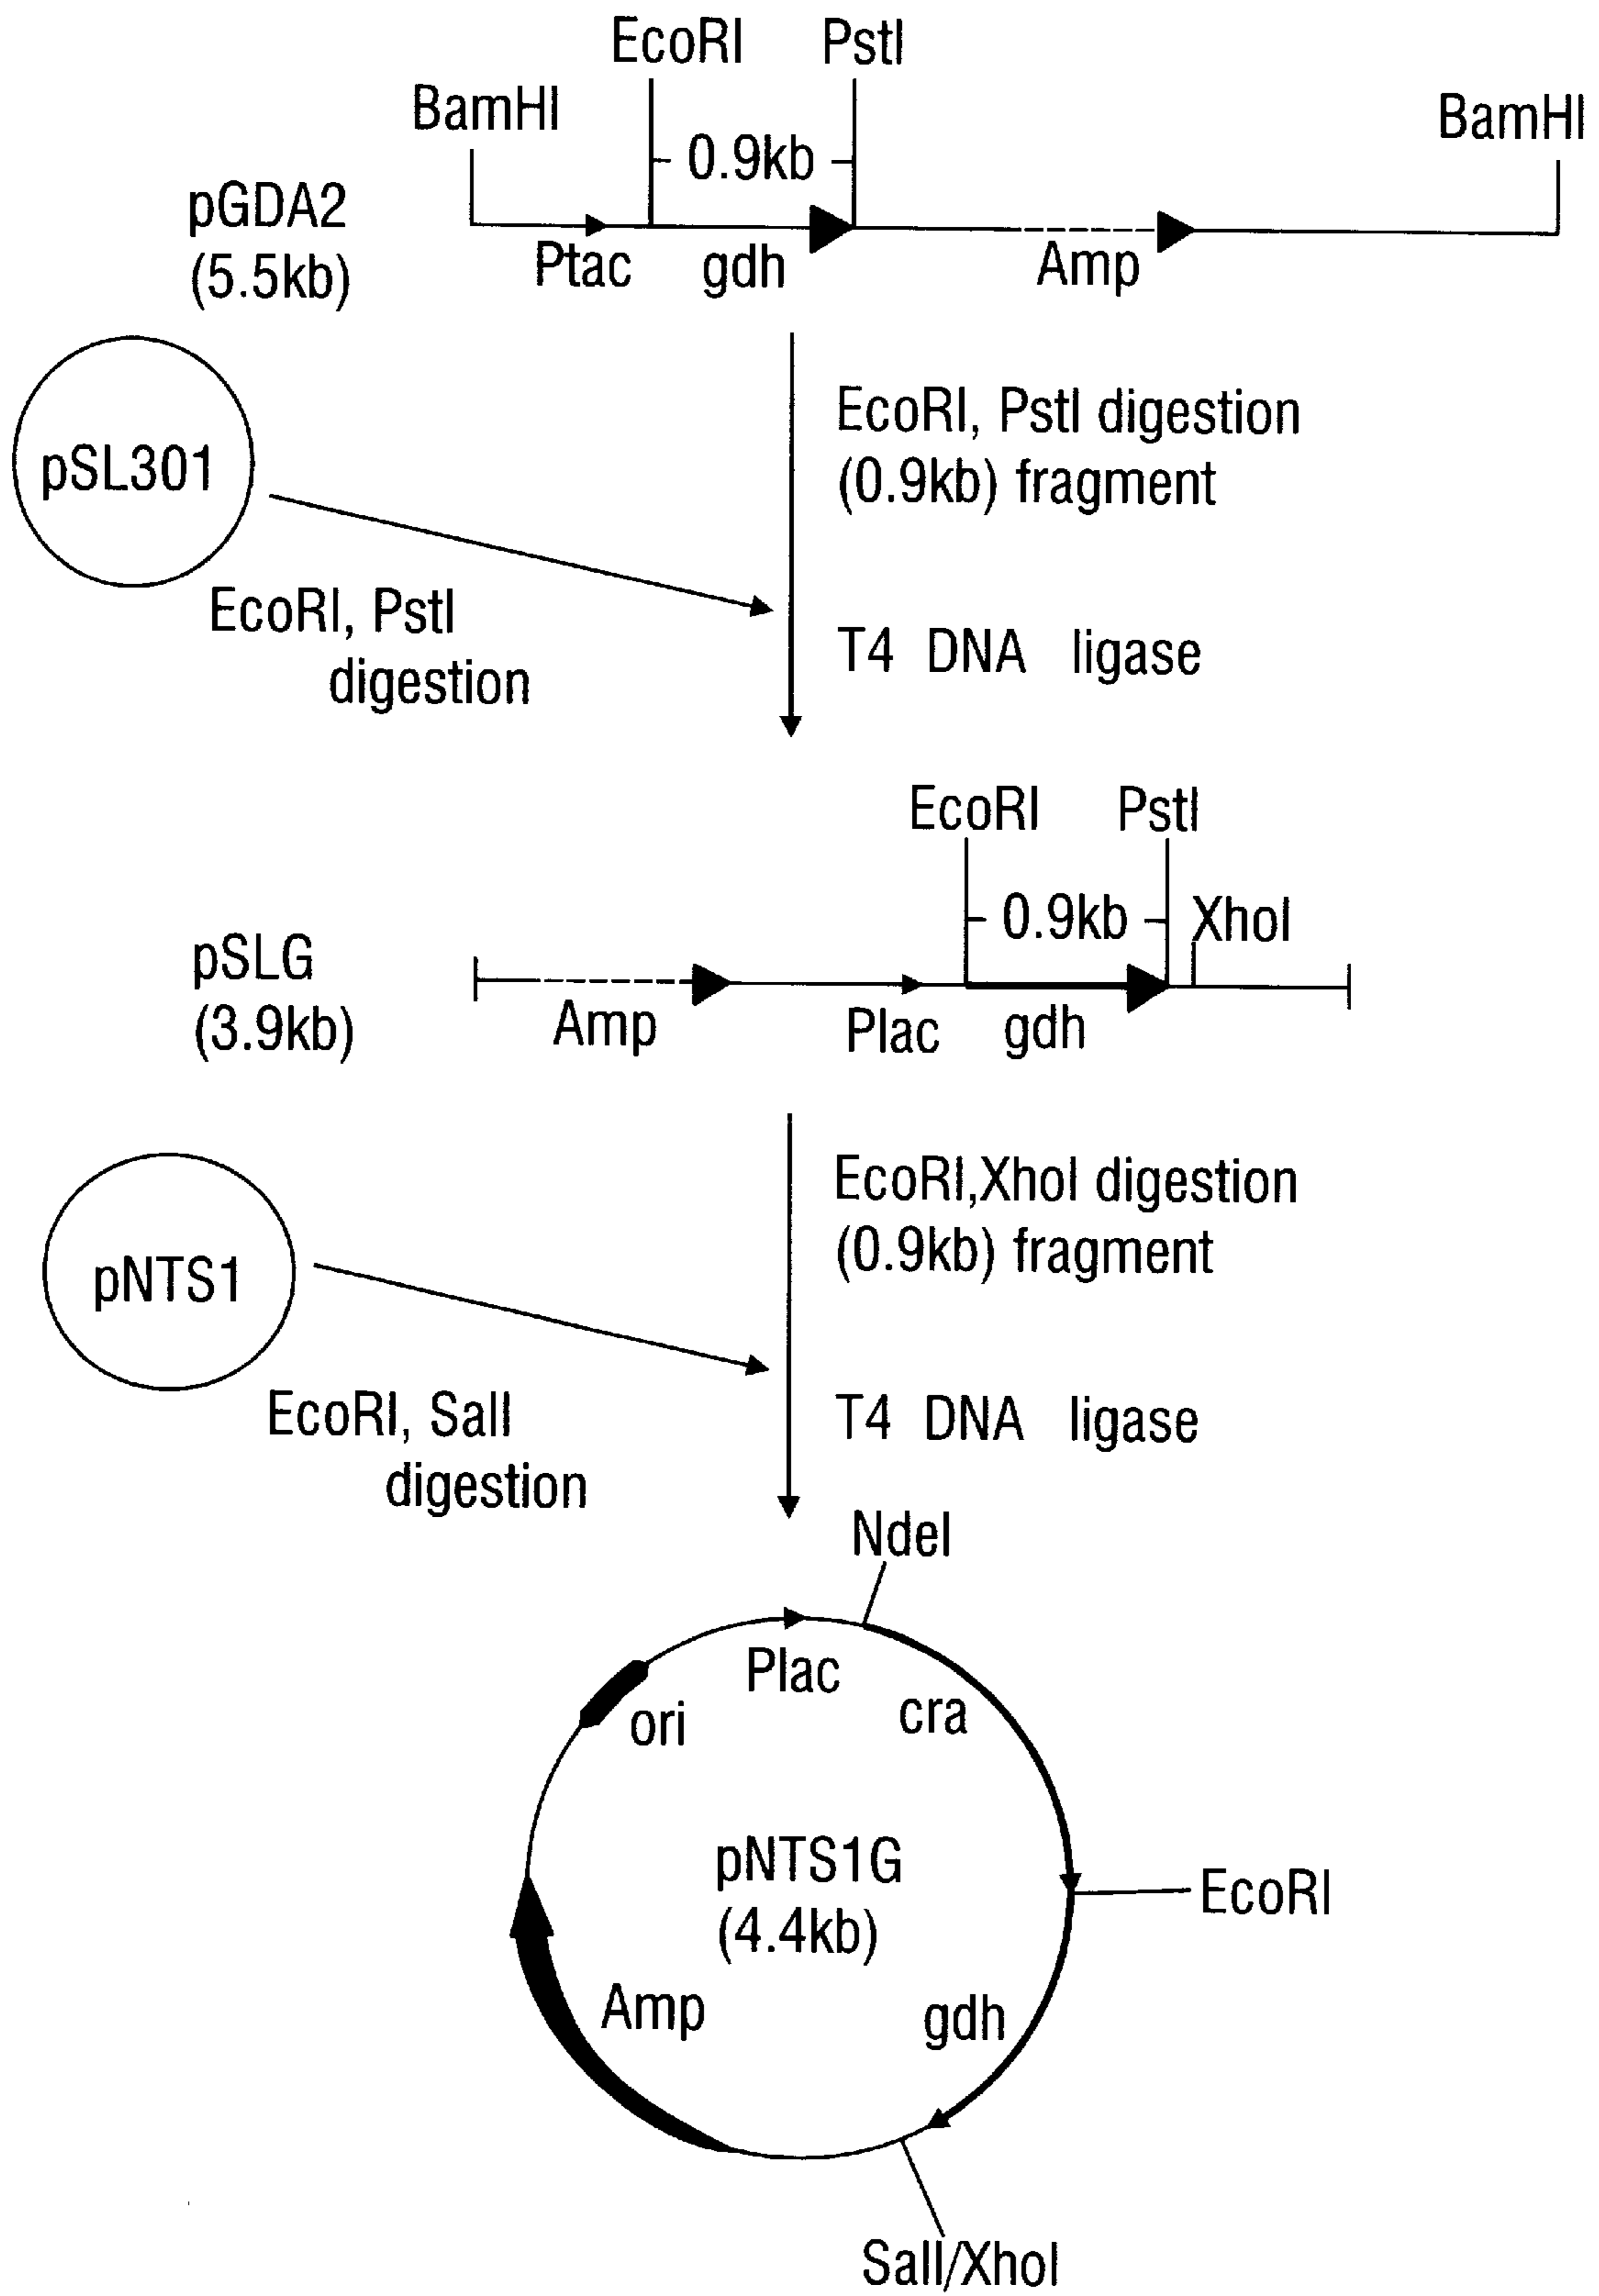 EcoRI PstI
BamHI
BamHI
0.9kb
pGDA2
(5.5kb)
Ptac gdh Amp
EcoRI, PstI digestion
(0.9kb) fragment
pSL301
EcoRI, PstI
digestion
T4 DNA ligase
EcoRI PstI
0.9kb
XhoI
pSLG
(3.9kb)
Amp Plac gdh
EcoRI,XhoI digestion
(0.9kb) fragment
pNTS1
EcoRI, SalI
digestion
T4 DNA ligase
NdeI
Plac
cra
ori
pNTS1G
(4.4kb)
EcoRI
Amp
gdh
SalI/XhoI